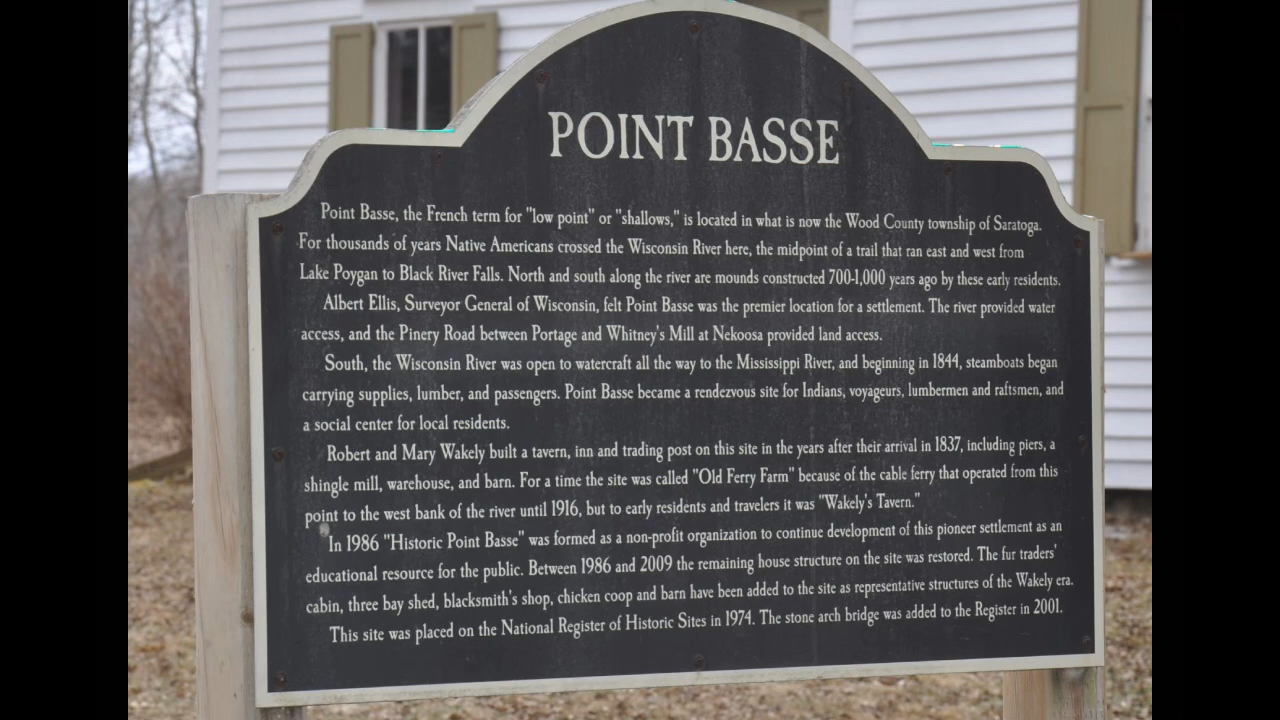 POINT BASSE
Point Basse, the French term for "low point" or "shallows," is located in what is now the Wood County township of Saratoga.
For thousands of years Native Americans crossed the Wisconsin River here, the midpoint of a trail that ran east and west from
Lake Poygan to Black River Falls. North and south along the river are mounds constructed 700-1,000 years ago by these early residents.
Albert Ellis, Surveyor General of Wisconsin, felt Point Basse was the premier location for a settlement. The river provided water
access, and the Pinery Road between Portage and Whitney's Mill at Nekoosa provided land access.
South, the Wisconsin River was open to watercraft all the way to the Mississippi River, and beginning in 1844, steamboats began
carrying supplies, lumber, and passengers. Point Basse became a rendezvous site for Indians, voyageurs, lumbermen and raftsmen, and
a social center for local residents.
Robert and Mary Wakely built a tavern, inn and trading post on this site in the years after their arrival in 1837, including piers, a
shingle mill, warehouse, and barn. For a time the site was called "Old Ferry Farm" because of the cable ferry that operated from this
point to the west bank of the river until 1916, but to early residents and travelers it was "Wakely's Tavern."
In 1986 "Historic Point Basse" was formed as a non-profit organization to continue development of this pioneer settlement as an
educational resource for the public. Between 1986 and 2009 the remaining house structure on the site was restored. The fur traders'
cabin, three bay shed, blacksmith's shop, chicken coop and barn have been added to the site as representative structures of the Wakely era.
This site was placed on the National Register of Historic Sites in 1974. The stone arch bridge was added to the Register in 2001.